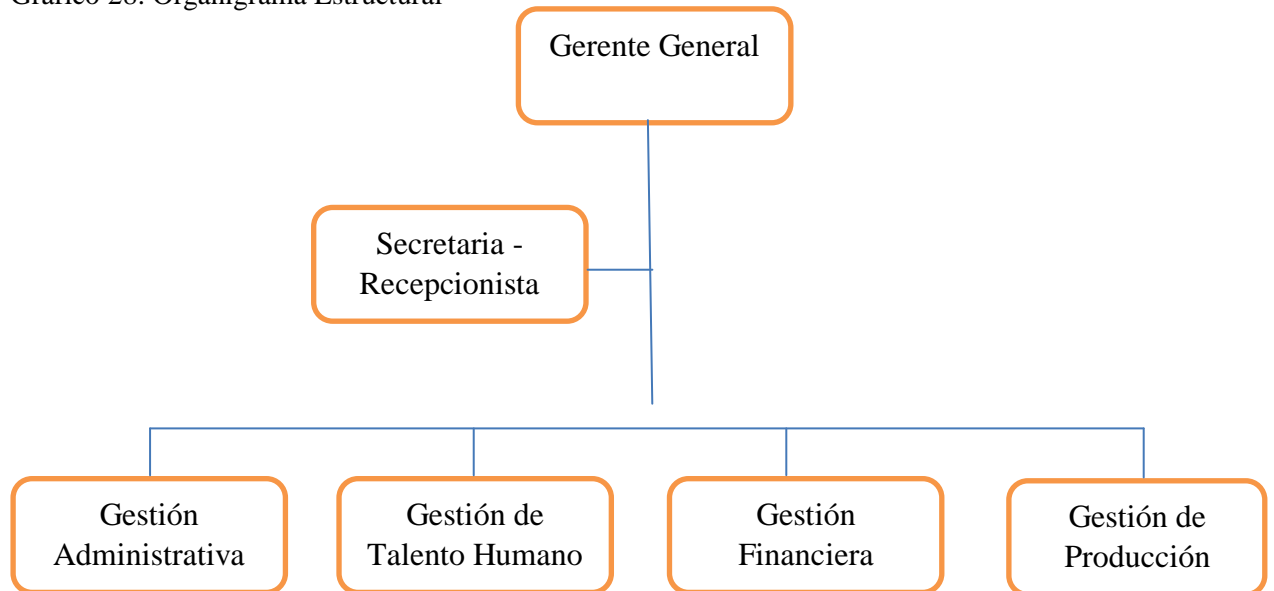 Gráfico 28: Organigrama Estructural
Gerente General
Secretaria -
Recepcionista
Gestión
Administrativa
Gestión de
Talento Humano
Gestión
Financiera
Gestión de
Producción